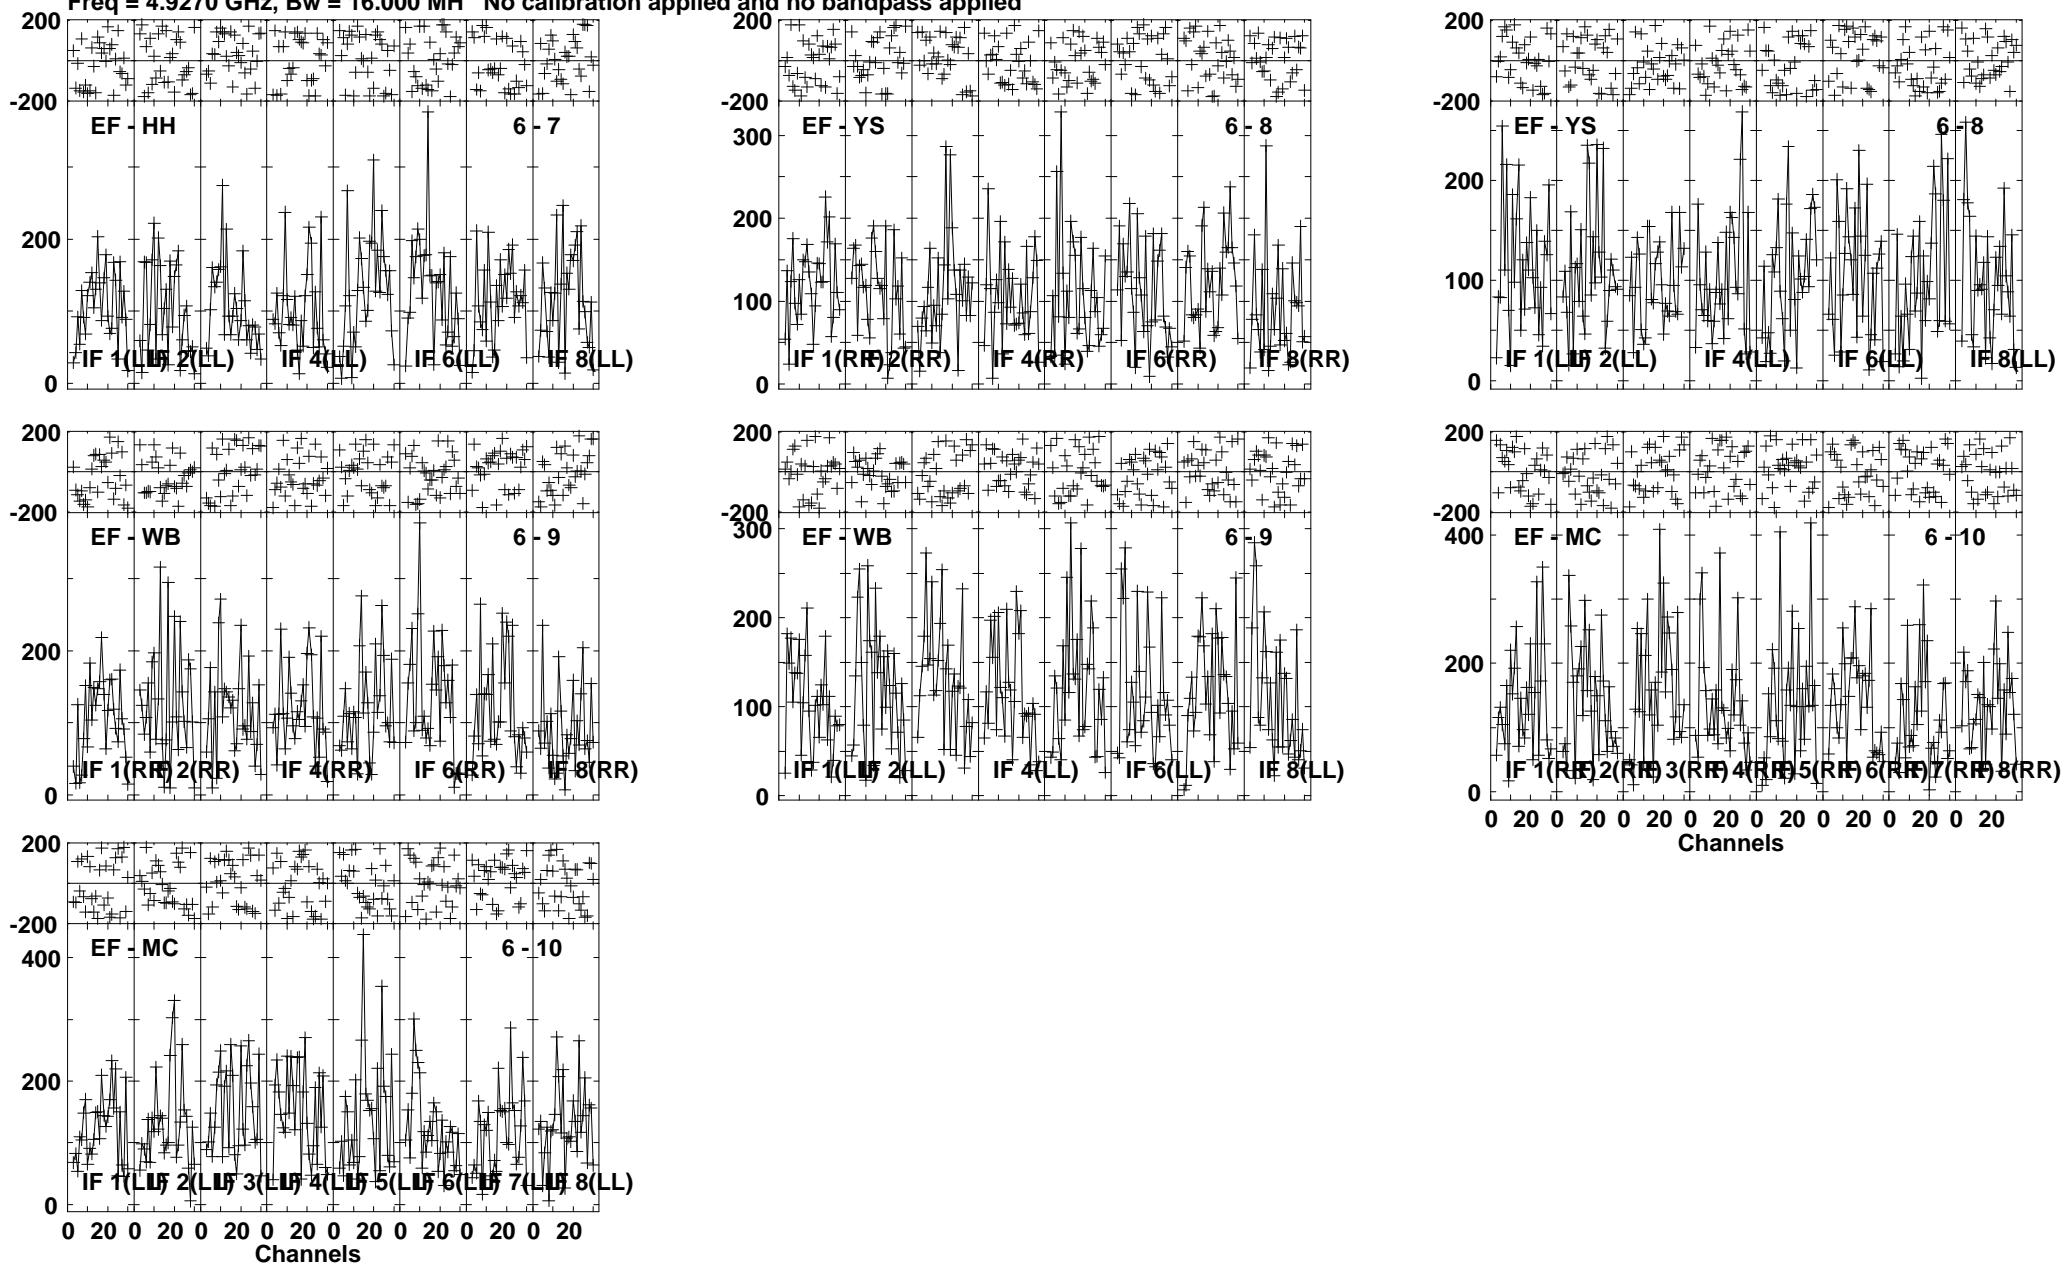 Freq = 4.9270 GHz, Bw = 16.000 MH No calibration applied and no bandpass applied
200
-200
EF - HH 6 - 7
200
IF 1(LL) IF 2(LL) IF 4(LL) IF 6(LL) IF 8(LL)
0
200
-200
EF - YS 6 - 8
300
200
100
IF 1(RR) IF 2(RR) IF 4(RR) IF 6(RR) IF 8(RR)
0
200
-200
EF - YS 6 - 8
200
100
IF 1(LL) IF 2(LL) IF 4(LL) IF 6(LL) IF 8(LL)
0
200
-200
EF - WB 6 - 9
200
IF 1(RR) IF 2(RR) IF 4(RR) IF 6(RR) IF 8(RR)
0
200
-200
EF - WB 6 - 9
300
200
100
IF 1(LL) IF 2(LL) IF 4(LL) IF 6(LL) IF 8(LL)
0
200
-200
EF - MC 6 - 10
400
200
IF 1(RR) IF 2(RR) IF 3(RR) IF 4(RR) IF 5(RR) IF 6(RR) IF 7(RR) IF 8(RR)
0
0 20 0 20 0 20 0 20 0 20 0 20 0 20 0 20
Channels
200
-200
EF - MC 6 - 10
400
200
IF 1(LL) IF 2(LL) IF 3(LL) IF 4(LL) IF 5(LL) IF 6(LL) IF 7(LL) IF 8(LL)
0
0 20 0 20 0 20 0 20 0 20 0 20 0 20 0 20
Channels